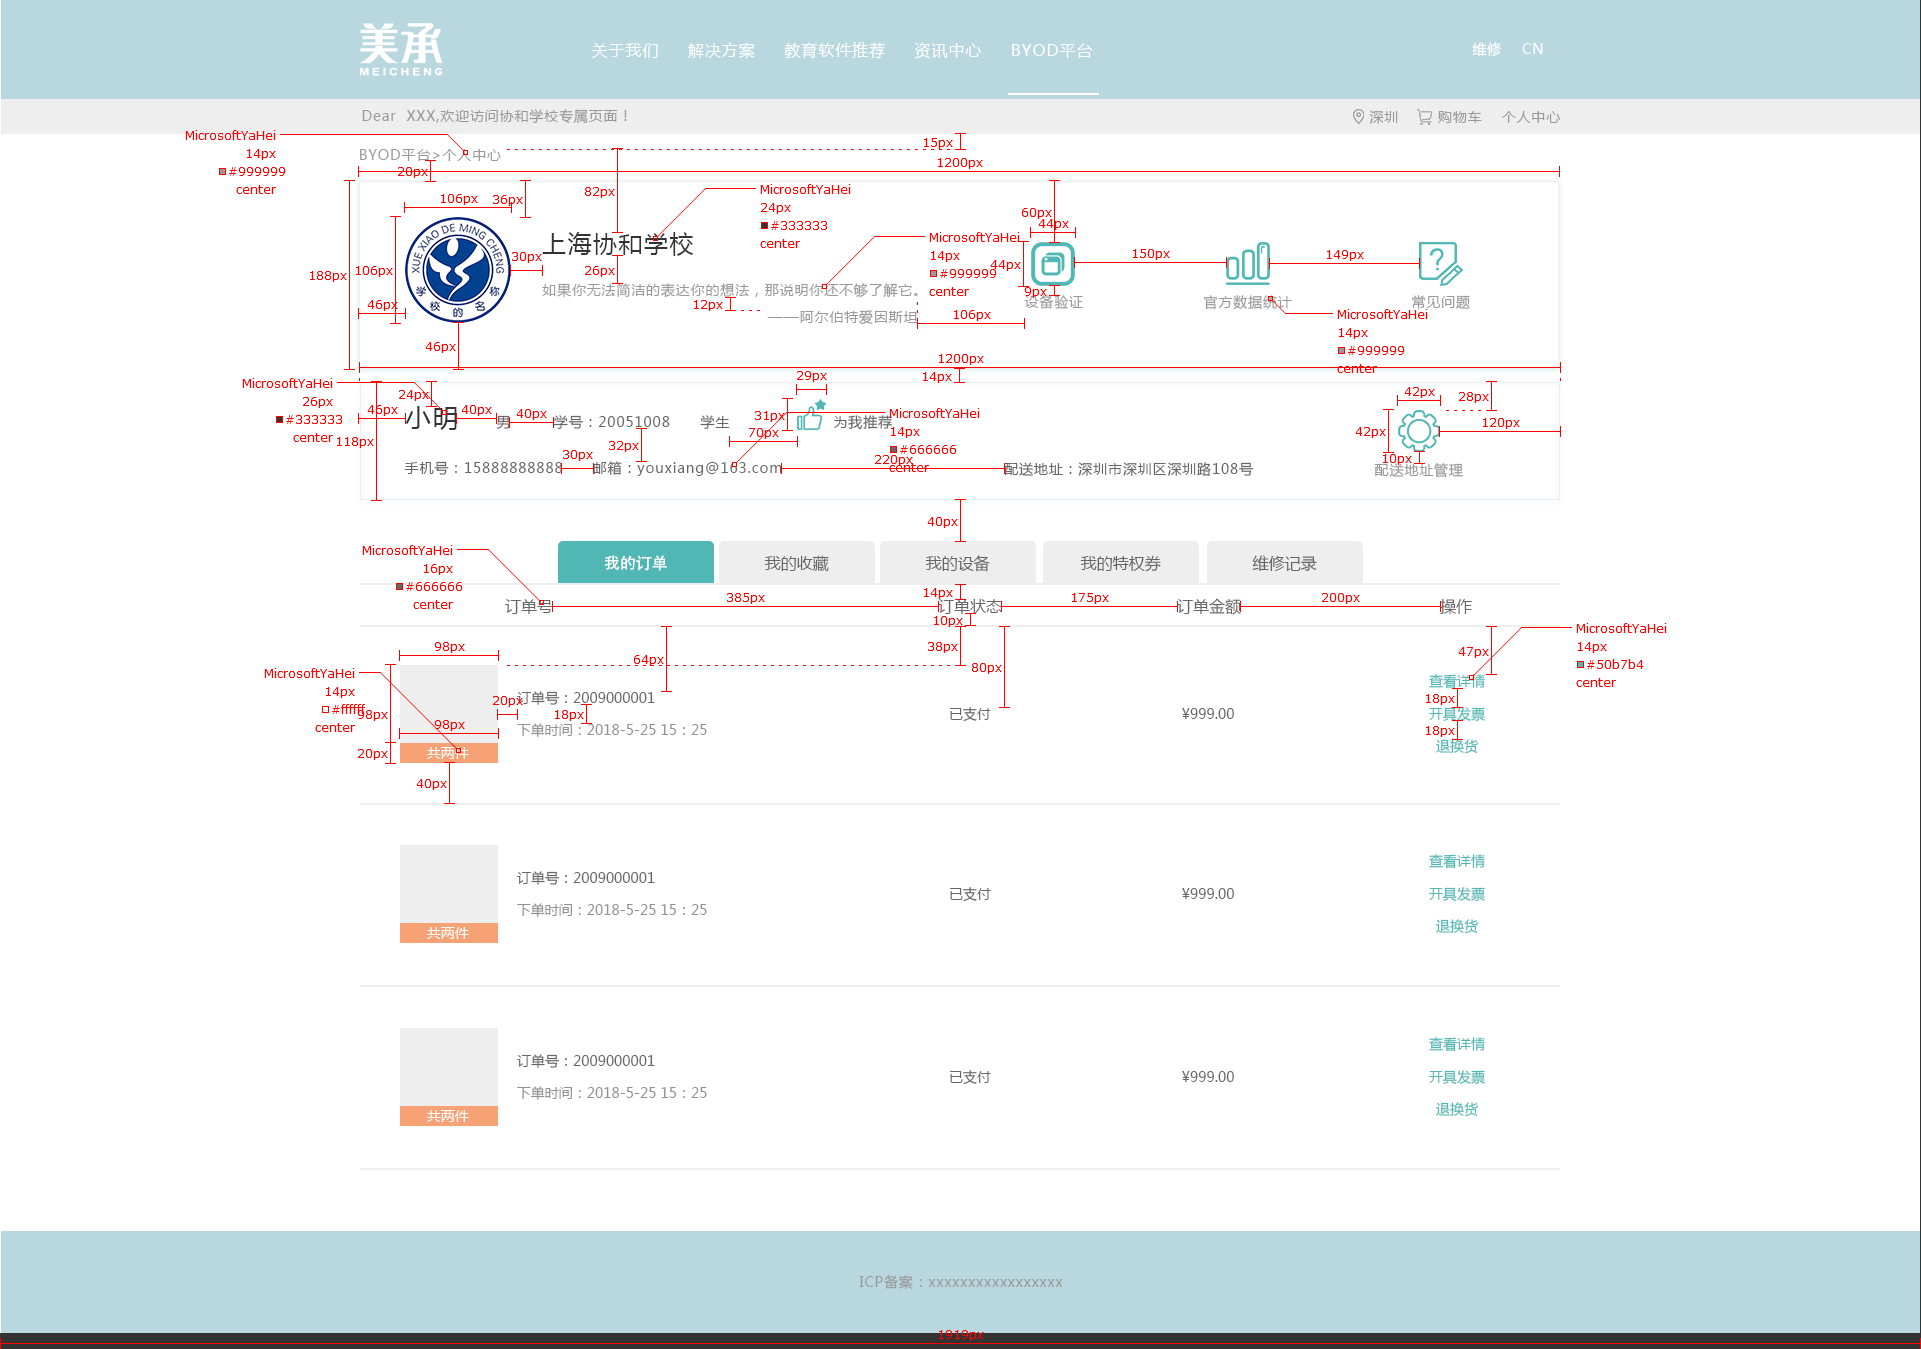 美承
MEICHENG
关于我们 解决方案 教育软件推荐 资讯中心 BYOD平台 维修 CN
Dear XXX,欢迎访问协和学校专属页面！ 深圳 购物车 个人中心
MicrosoftYaHei
14px
#999999
center
BYOD平台>个人中心
15px
20px
1200px
106px
36px
82px
MicrosoftYaHei
24px
#333333
center
XUE XIAO DE MING CHENG
学校的名称
188px
106px
46px
46px
30px
上海协和学校
26px
如果你无法简洁的表达你的想法，那说明你还不够了解它。
12px
——阿尔伯特爱因斯坦
MicrosoftYaHei
14px
#999999
center
106px
60px
44px
44px
9px
设备验证
150px
官方数据统计
149px
常见问题
MicrosoftYaHei
14px
#999999
center
1200px
14px
MicrosoftYaHei
26px
#333333
center
118px
24px
46px
小明
40px
男
40px
学号：20051008
学生
29px
31px
70px
为我推荐
MicrosoftYaHei
14px
#666666
center
32px
手机号：15888888888
30px
邮箱：youxiang@163.com
220px
配送地址：深圳市深圳区深圳路108号
42px
28px
42px
10px
120px
配送地址管理
40px
我的订单 我的收藏 我的设备 我的特权券 维修记录
MicrosoftYaHei
16px
#666666
center
14px
订单号 385px 订单状态 175px 订单金额 200px 操作
10px
98px
64px
38px
80px
47px
MicrosoftYaHei
14px
#50b7b4
center
MicrosoftYaHei
14px
#ffffff
center
98px
20px
98px
20px
18px
40px
订单号：2009000001
下单时间：2018-5-25 15：25
共两件
已支付
¥999.00
查看详情
18px
开具发票
18px
退换货
订单号：2009000001
下单时间：2018-5-25 15：25
共两件
已支付
¥999.00
查看详情
开具发票
退换货
订单号：2009000001
下单时间：2018-5-25 15：25
共两件
已支付
¥999.00
查看详情
开具发票
退换货
ICP备案：xxxxxxxxxxxxxxxxx